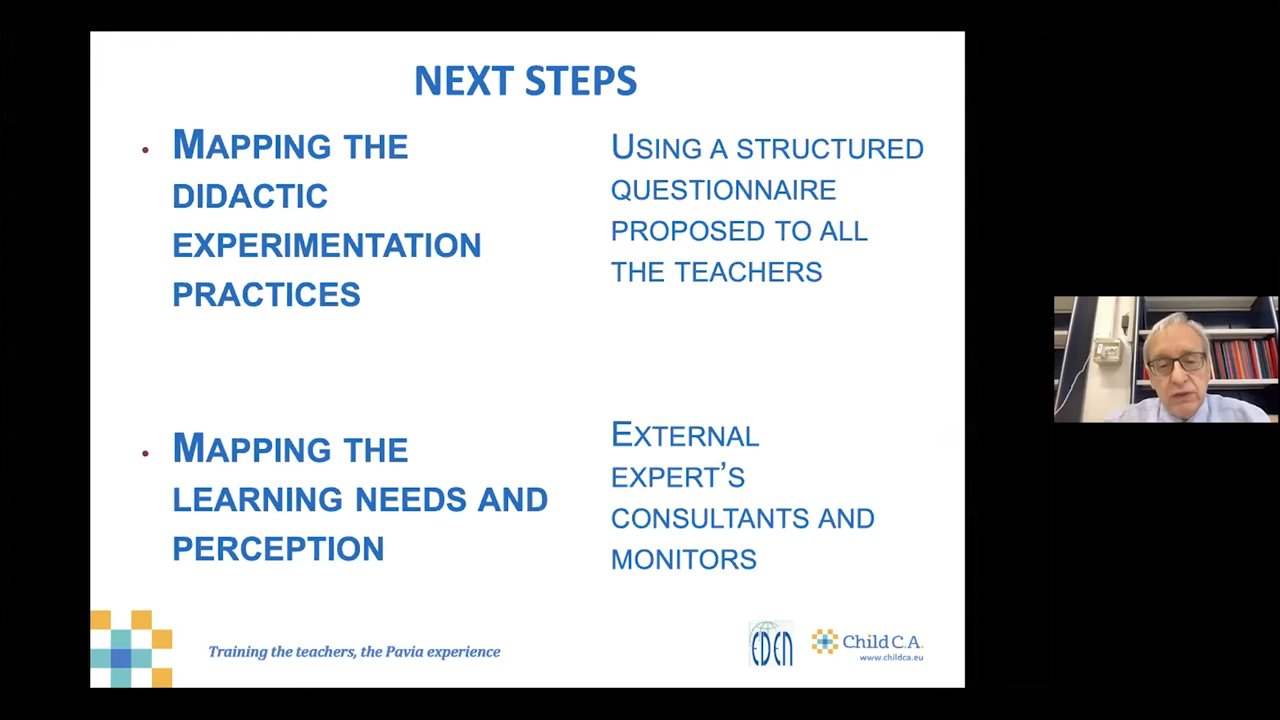 NEXT STEPS
• MAPPING THE
DIDACTIC
EXPERIMENTATION
PRACTICES
USING A STRUCTURED
QUESTIONNAIRE
PROPOSED TO ALL
THE TEACHERS
• MAPPING THE
LEARNING NEEDS AND
PERCEPTION
EXTERNAL
EXPERT’S
CONSULTANTS AND
MONITORS
Training the teachers, the Pavia experience
EDEN
Child C.A.
www.childca.eu